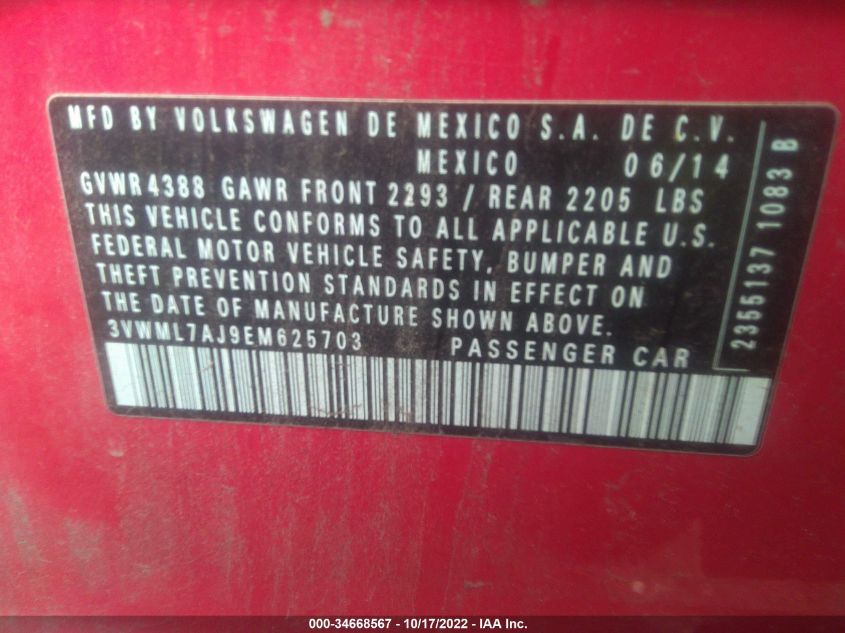 MFD BY VOLKSWAGEN DE MEXICO S.A. DE C.V.
MEXICO 06/14
GVWR 4388 GAWR FRONT 2293 / REAR 2205 LBS
THIS VEHICLE CONFORMS TO ALL APPLICABLE U.S.
FEDERAL MOTOR VEHICLE SAFETY, BUMPER AND
THEFT PREVENTION STANDARDS IN EFFECT ON
THE DATE OF MANUFACTURE SHOWN ABOVE.
3VWML7AJ9EM625703 PASSENGER CAR
2355137 1083 B
000-34668567 - 10/17/2022 - IAA Inc.